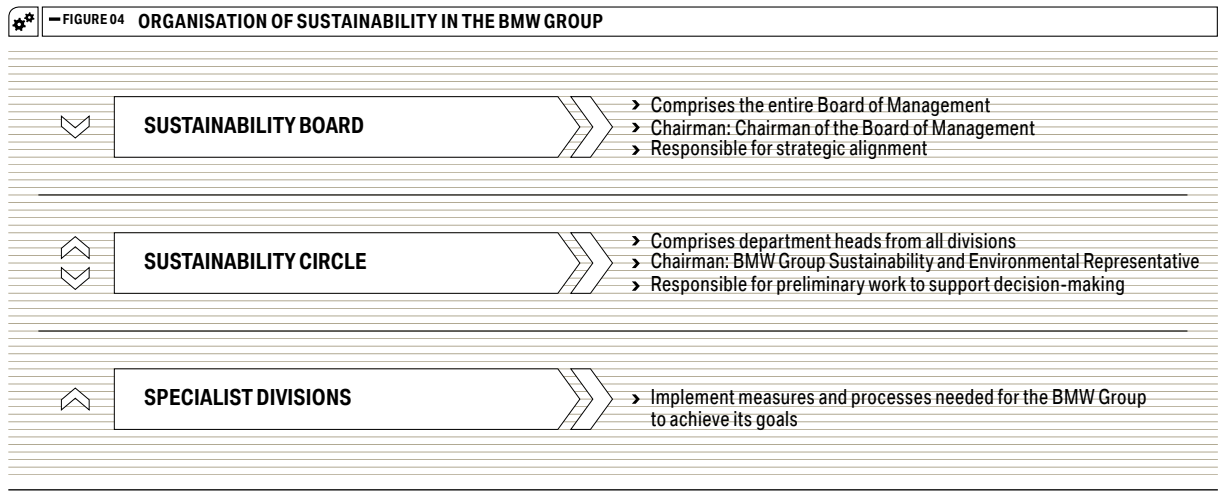 FIGURE 04 ORGANISATION OF SUSTAINABILITY IN THE BMW GROUP
SUSTAINABILITY BOARD
Comprises the entire Board of Management
Chairman: Chairman of the Board of Management
Responsible for strategic alignment
SUSTAINABILITY CIRCLE
Comprises department heads from all divisions
Chairman: BMW Group Sustainability and Environmental Representative
Responsible for preliminary work to support decision-making
SPECIALIST DIVISIONS
Implement measures and processes needed for the BMW Group
to achieve its goals